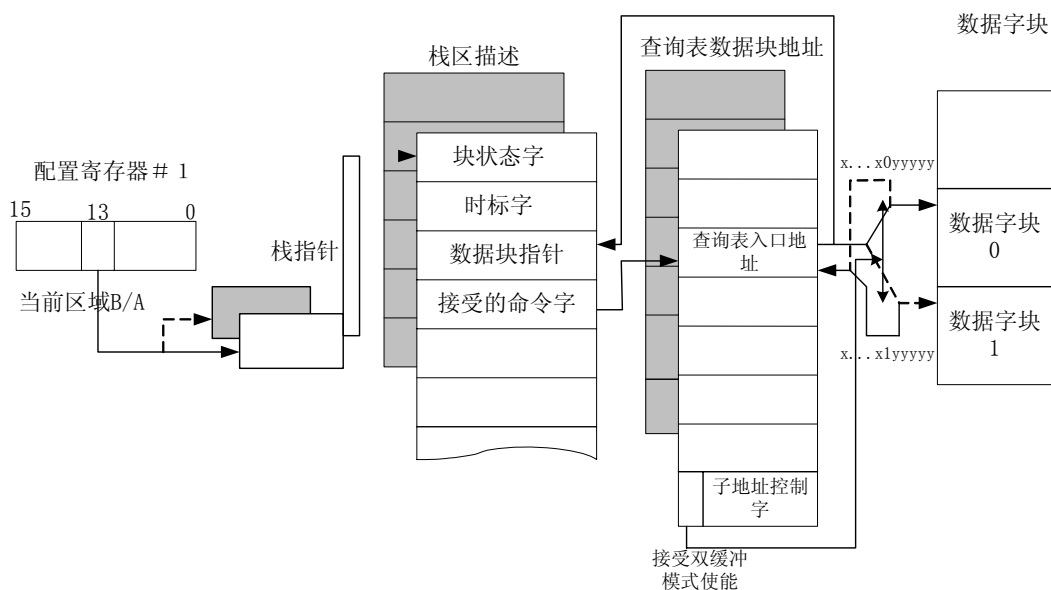 数据字块
栈区描述
查询表数据块地址
块状态字
x...x0yyyyy
配置寄存器＃１
时标字
15
13
0
数据字块
0
栈指针
数据块指针
查询表入口地
址
当前区域B/A
接受的命令字
数据字块
1
x...x1yyyyy
子地址控制
字
接受双缓冲
模式使能